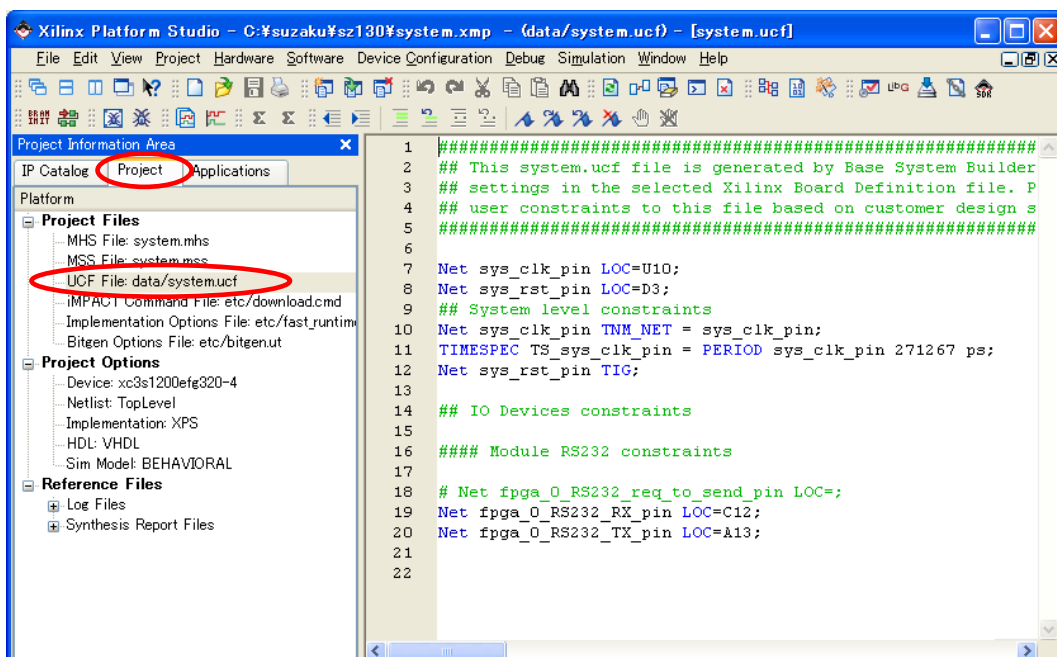 Xilinx Platform Studio - C:¥suzaku¥sz130¥system.xmp - (data/system.ucf) - [system.ucf]
File Edit View Project Hardware Software Device Configuration Debug Simulation Window Help
Project Information Area
IP Catalog Project Applications
Platform
Project Files
MHS File: system.mhs
MSS File: system.mss
UCF File: data/system.ucf
iMPACT Command File: etc/download.cmd
Implementation Options File: etc/fast_runtim
Bitgen Options File: etc/bitgen.ut
Project Options
Device: xc3s1200efg320-4
Netlist: TopLevel
Implementation: XPS
HDL: VHDL
Sim Model: BEHAVIORAL
Reference Files
Log Files
Synthesis Report Files
1 ############################################################
2 ## This system.ucf file is generated by Base System Builder
3 ## settings in the selected Xilinx Board Definition file. P
4 ## user constraints to this file based on customer design s
5 ############################################################
6
7 Net sys_clk_pin LOC=U10;
8 Net sys_rst_pin LOC=D3;
9 ## System level constraints
10 Net sys_clk_pin TNM_NET = sys_clk_pin;
11 TIMESPEC TS_sys_clk_pin = PERIOD sys_clk_pin 271267 ps;
12 Net sys_rst_pin TIG;
13
14 ## IO Devices constraints
15
16 #### Module RS232 constraints
17
18 # Net fpga_0_RS232_req_to_send_pin LOC=;
19 Net fpga_0_RS232_RX_pin LOC=C12;
20 Net fpga_0_RS232_TX_pin LOC=A13;
21
22